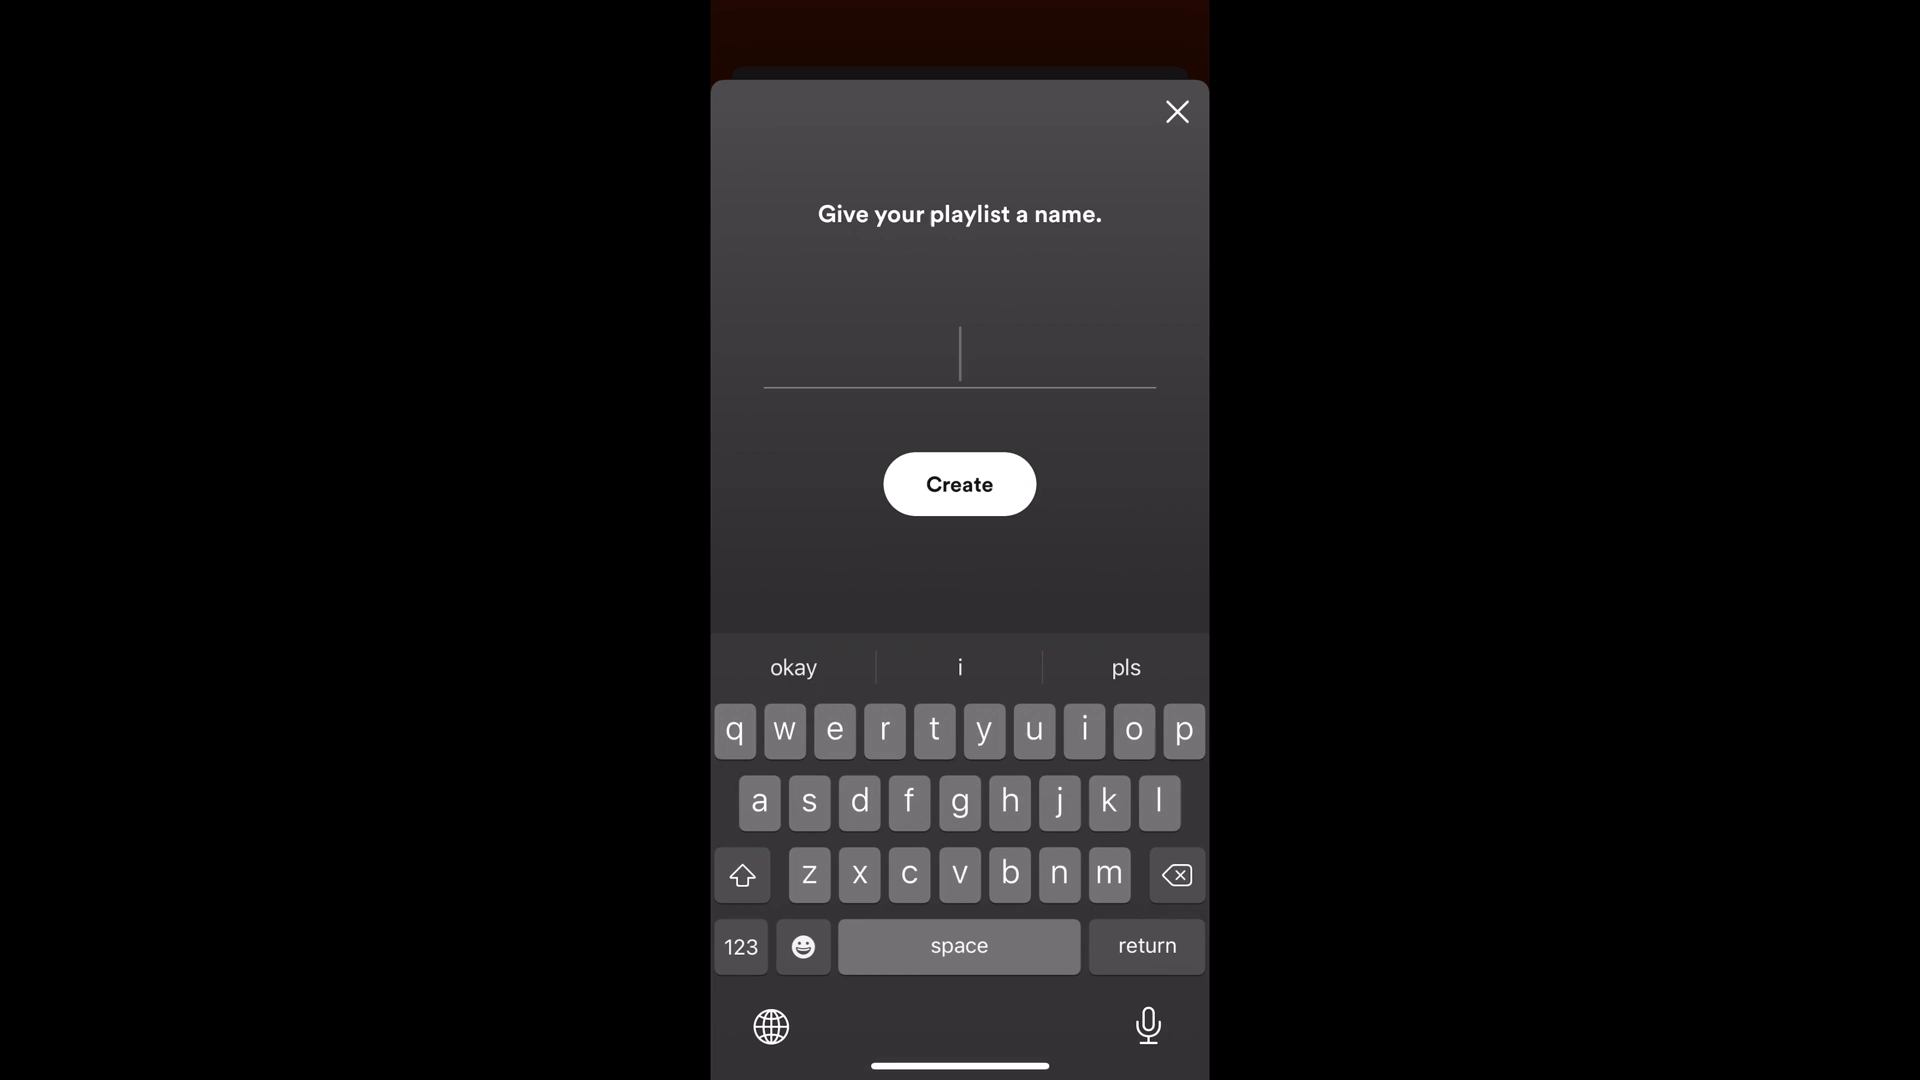 Give your playlist a name.
Create
okay i pls
q w e r t y u i o p
a s d f g h j k l
z x c v b n m
123 space return